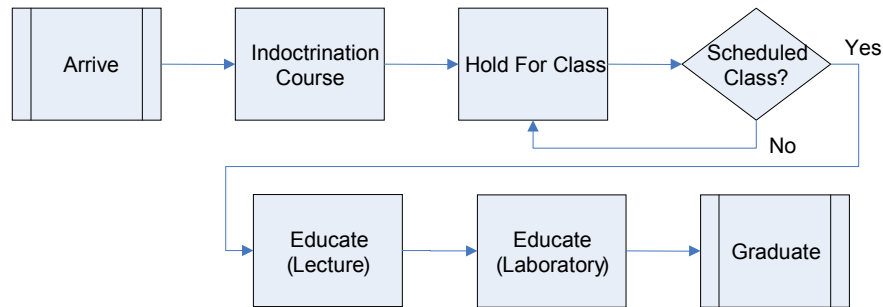 Arrive
Indoctrination
Course
Hold For Class
Scheduled
Class?
Yes
No
Educate
(Lecture)
Educate
(Laboratory)
Graduate